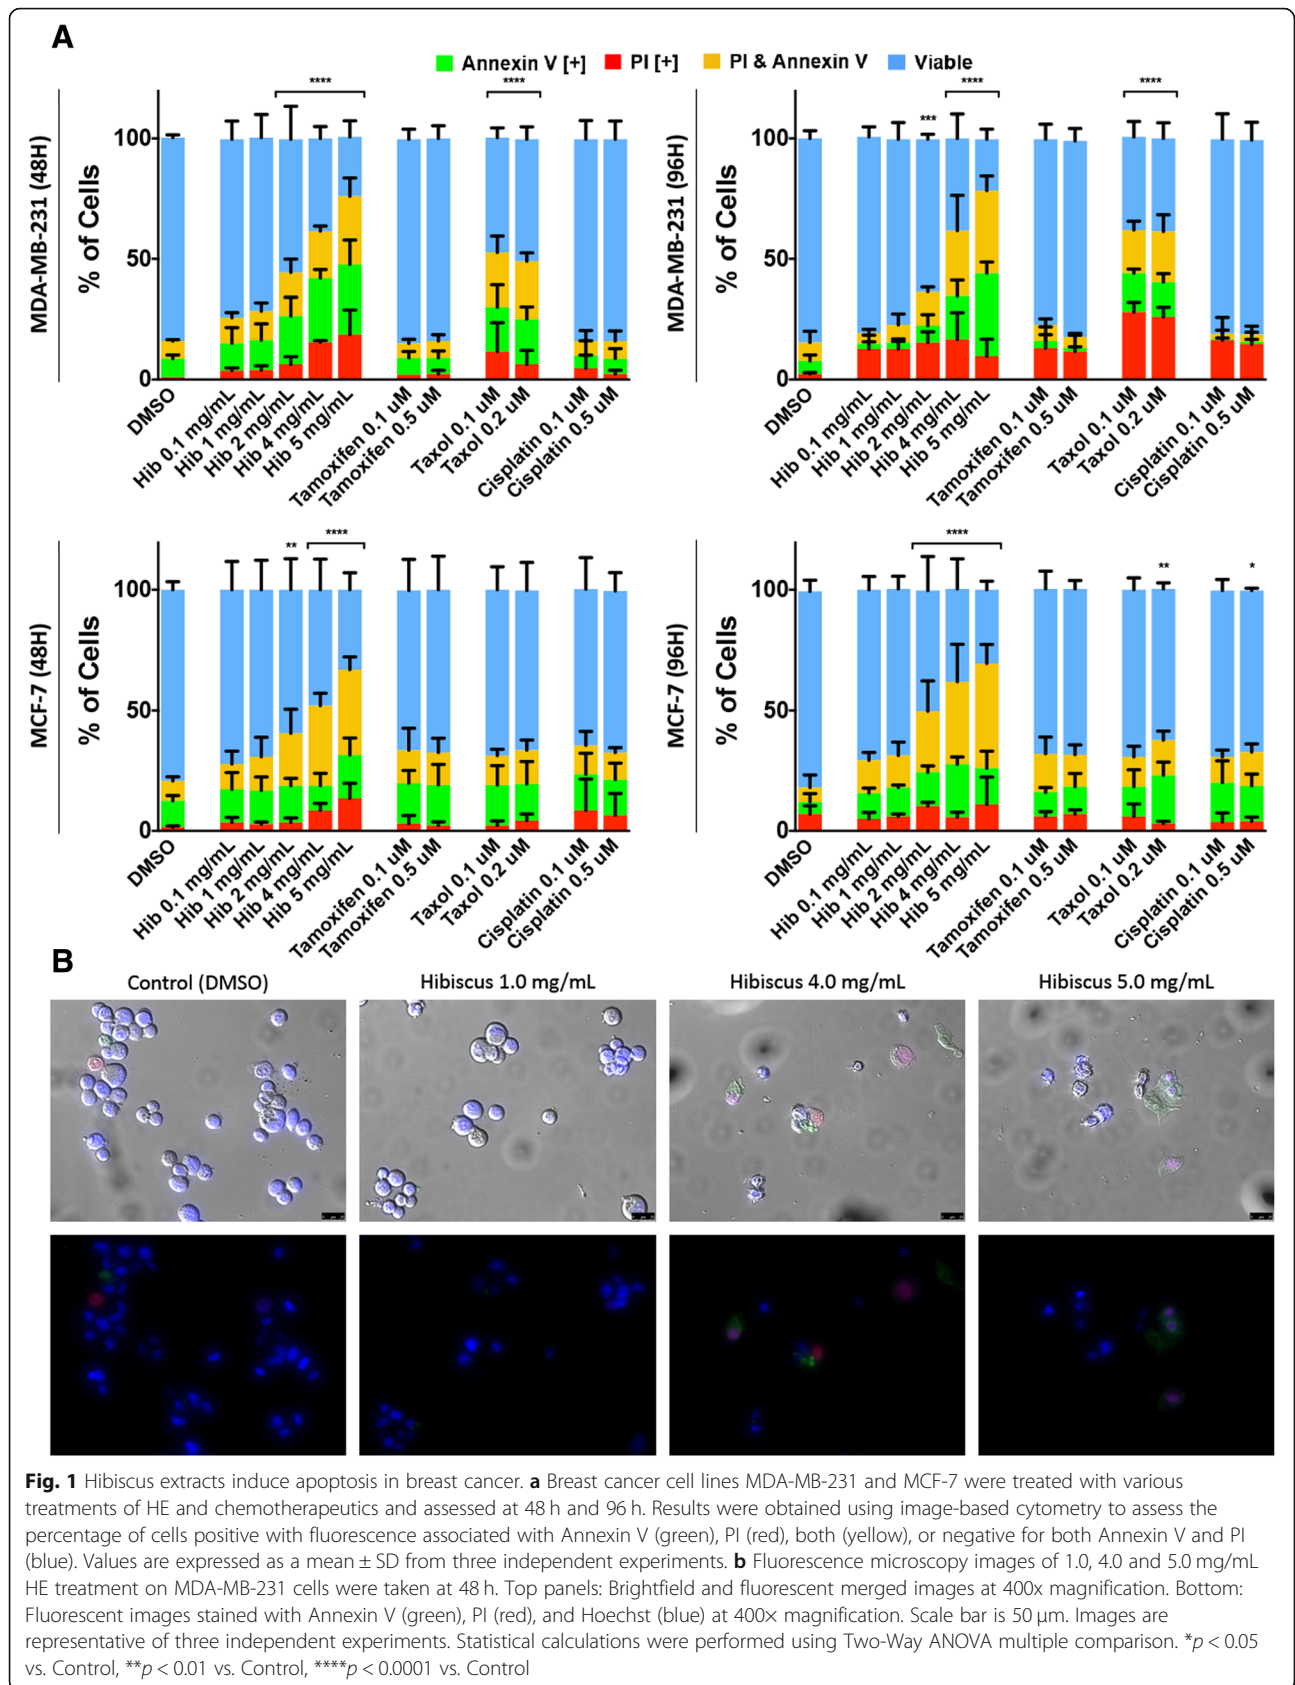 A
Annexin V [+] PI [+] PI & Annexin V Viable
MDA-MB-231 (48H)
% of Cells
100
50
0
****
****
DMSO
Hib 0.1 mg/mL
Hib 1 mg/mL
Hib 2 mg/mL
Hib 4 mg/mL
Hib 5 mg/mL
Tamoxifen 0.1 uM
Tamoxifen 0.5 uM
Taxol 0.1 uM
Taxol 0.2 uM
Cisplatin 0.1 uM
Cisplatin 0.5 uM
MDA-MB-231 (96H)
% of Cells
100
50
0
***
****
****
DMSO
Hib 0.1 mg/mL
Hib 1 mg/mL
Hib 2 mg/mL
Hib 4 mg/mL
Hib 5 mg/mL
Tamoxifen 0.1 uM
Tamoxifen 0.5 uM
Taxol 0.1 uM
Taxol 0.2 uM
Cisplatin 0.1 uM
Cisplatin 0.5 uM
MCF-7 (48H)
% of Cells
100
50
0
**
****
DMSO
Hib 0.1 mg/mL
Hib 1 mg/mL
Hib 2 mg/mL
Hib 4 mg/mL
Hib 5 mg/mL
Tamoxifen 0.1 uM
Tamoxifen 0.5 uM
Taxol 0.1 uM
Taxol 0.2 uM
Cisplatin 0.1 uM
Cisplatin 0.5 uM
MCF-7 (96H)
% of Cells
100
50
0
****
**
*
DMSO
Hib 0.1 mg/mL
Hib 1 mg/mL
Hib 2 mg/mL
Hib 4 mg/mL
Hib 5 mg/mL
Tamoxifen 0.1 uM
Tamoxifen 0.5 uM
Taxol 0.1 uM
Taxol 0.2 uM
Cisplatin 0.1 uM
Cisplatin 0.5 uM
B
Control (DMSO) Hibiscus 1.0 mg/mL Hibiscus 4.0 mg/mL Hibiscus 5.0 mg/mL
Fig. 1 Hibiscus extracts induce apoptosis in breast cancer. a Breast cancer cell lines MDA-MB-231 and MCF-7 were treated with various
treatments of HE and chemotherapeutics and assessed at 48 h and 96 h. Results were obtained using image-based cytometry to assess the
percentage of cells positive with fluorescence associated with Annexin V (green), PI (red), both (yellow), or negative for both Annexin V and PI
(blue). Values are expressed as a mean ± SD from three independent experiments. b Fluorescence microscopy images of 1.0, 4.0 and 5.0 mg/mL
HE treatment on MDA-MB-231 cells were taken at 48 h. Top panels: Brightfield and fluorescent merged images at 400x magnification. Bottom:
Fluorescent images stained with Annexin V (green), PI (red), and Hoechst (blue) at 400× magnification. Scale bar is 50 μm. Images are
representative of three independent experiments. Statistical calculations were performed using Two-Way ANOVA multiple comparison. *p < 0.05
vs. Control, **p < 0.01 vs. Control, ****p < 0.0001 vs. Control